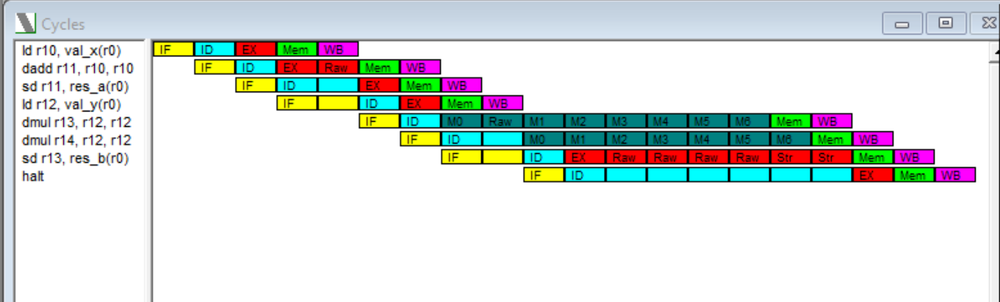 Cycles
ld r10, val_x(r0) IF ID EX Mem WB
dadd r11, r10, r10 IF ID EX Raw Mem WB
sd r11, res_a(r0) IF ID EX Mem WB
ld r12, val_y(r0) IF ID EX Mem WB
dmul r13, r12, r12 IF ID M0 Raw M1 M2 M3 M4 M5 M6 Mem WB
dmul r14, r12, r12 IF ID M0 M1 M2 M3 M4 M5 M6 Mem WB
sd r13, res_b(r0) IF ID EX Raw Raw Raw Raw Str Str Mem WB
halt IF ID EX Mem WB